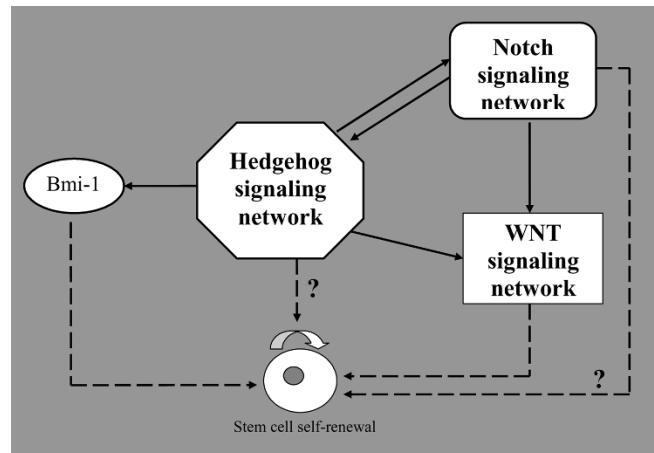 Notch
signaling
network
Hedgehog
signaling
network
Bmi-1
WNT
signaling
network
?
?
Stem cell self-renewal